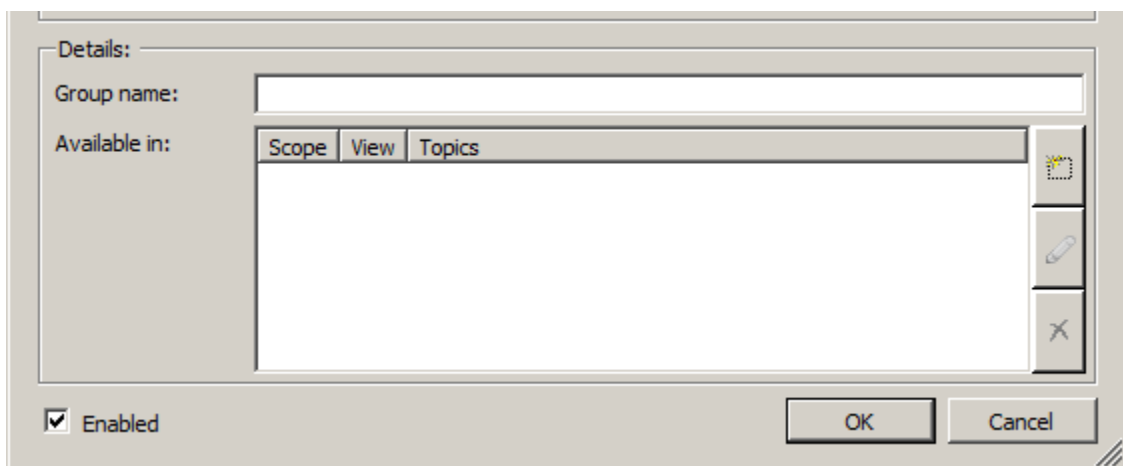 Details:
Group name:
Available in:
Scope View Topics
Enabled
OK Cancel